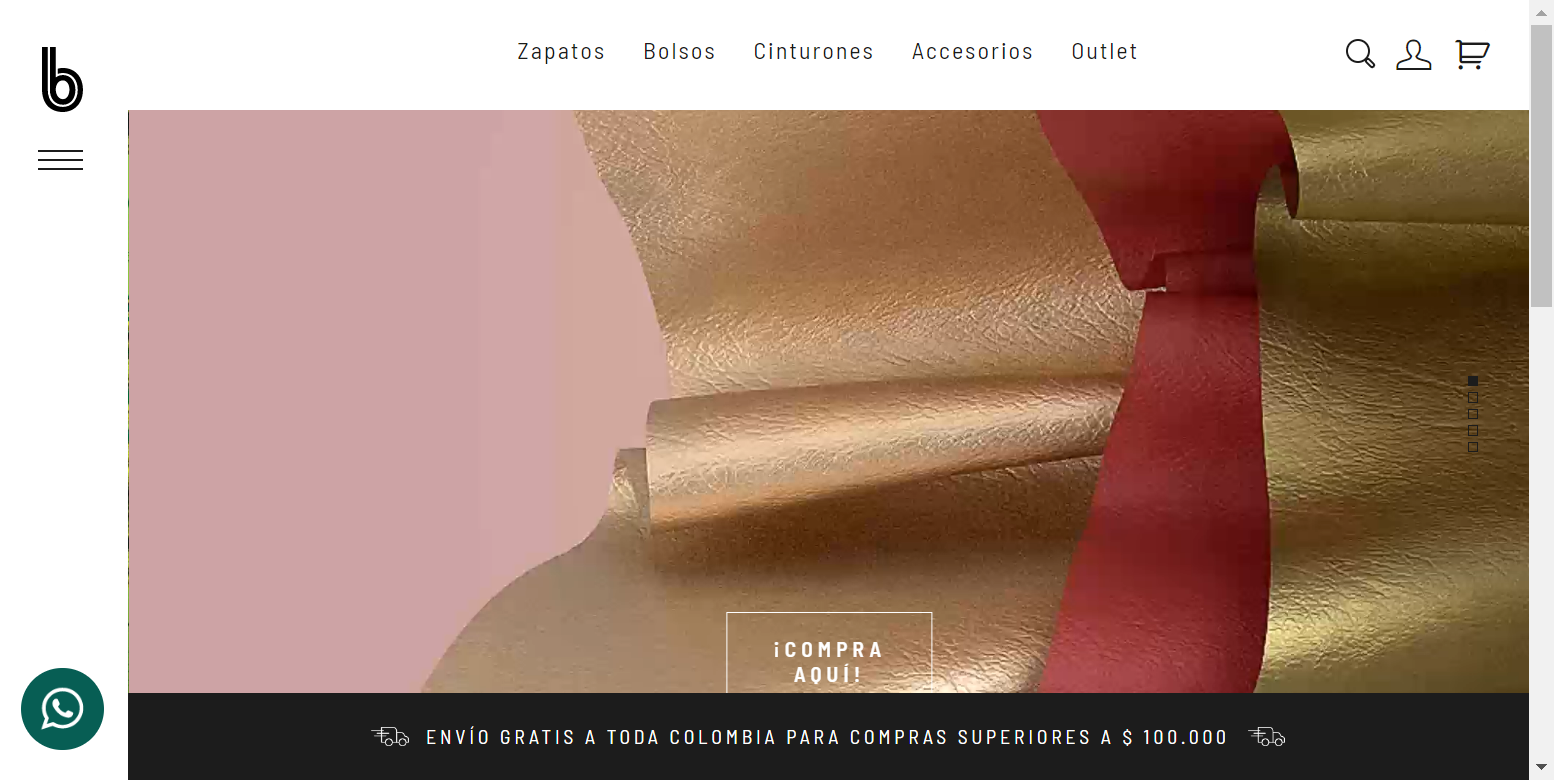 b
Zapatos Bolsos Cinturones Accesorios Outlet
¡COMPRA
AQUÍ!
ENVÍO GRATIS A TODA COLOMBIA PARA COMPRAS SUPERIORES A $ 100.000